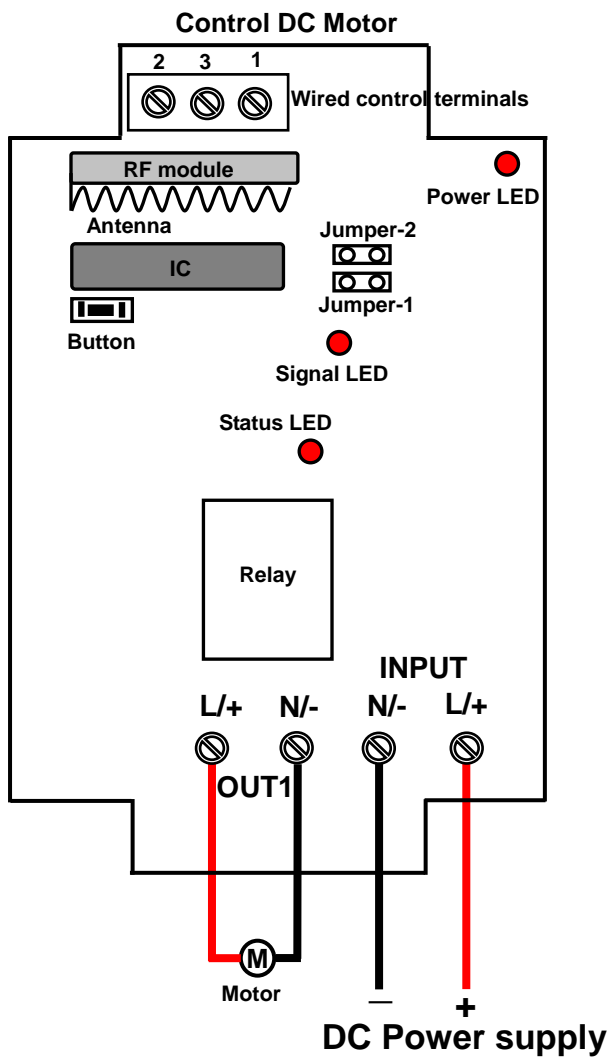 Control DC Motor
2 3 1
Wired control terminals
RF module
Power LED
Antenna
Jumper-2
IC
Jumper-1
Button
Signal LED
Status LED
Relay
INPUT
L/+ N/- N/- L/+
OUT1
M
Motor
— +
DC Power supply